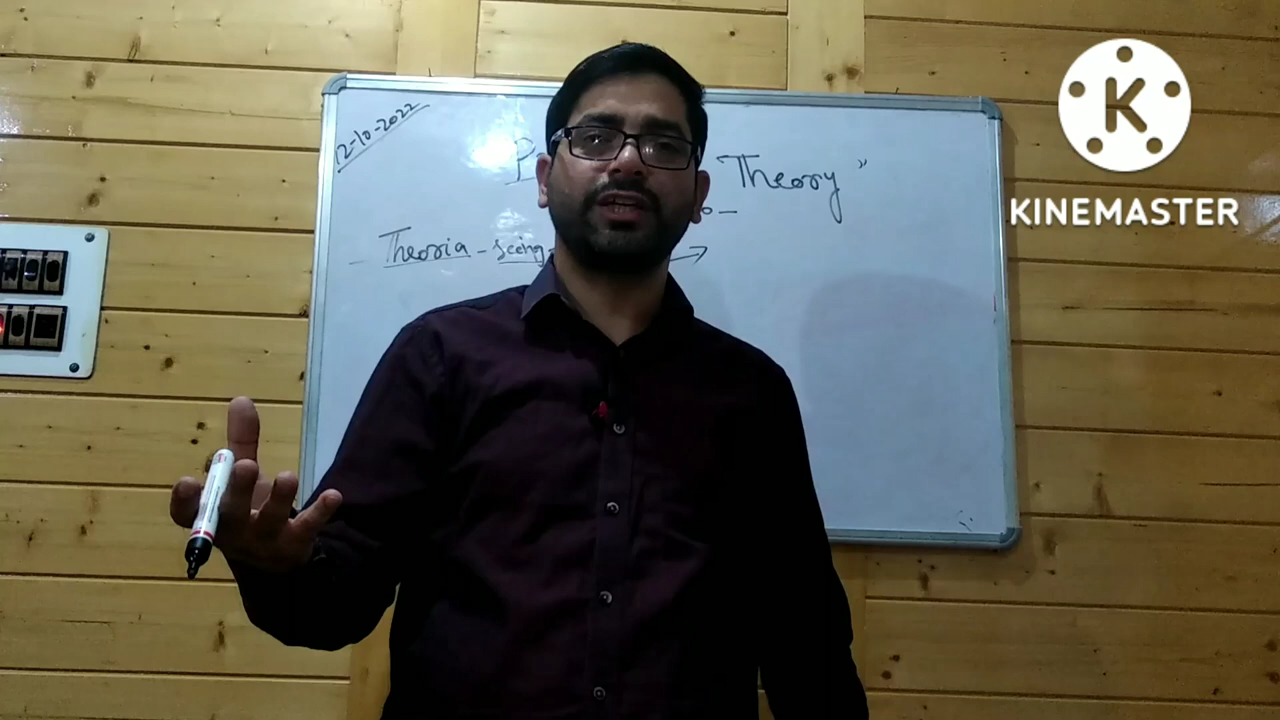 12-10-2022
"Theory"
Theoria - seeing - →
KINEMASTER